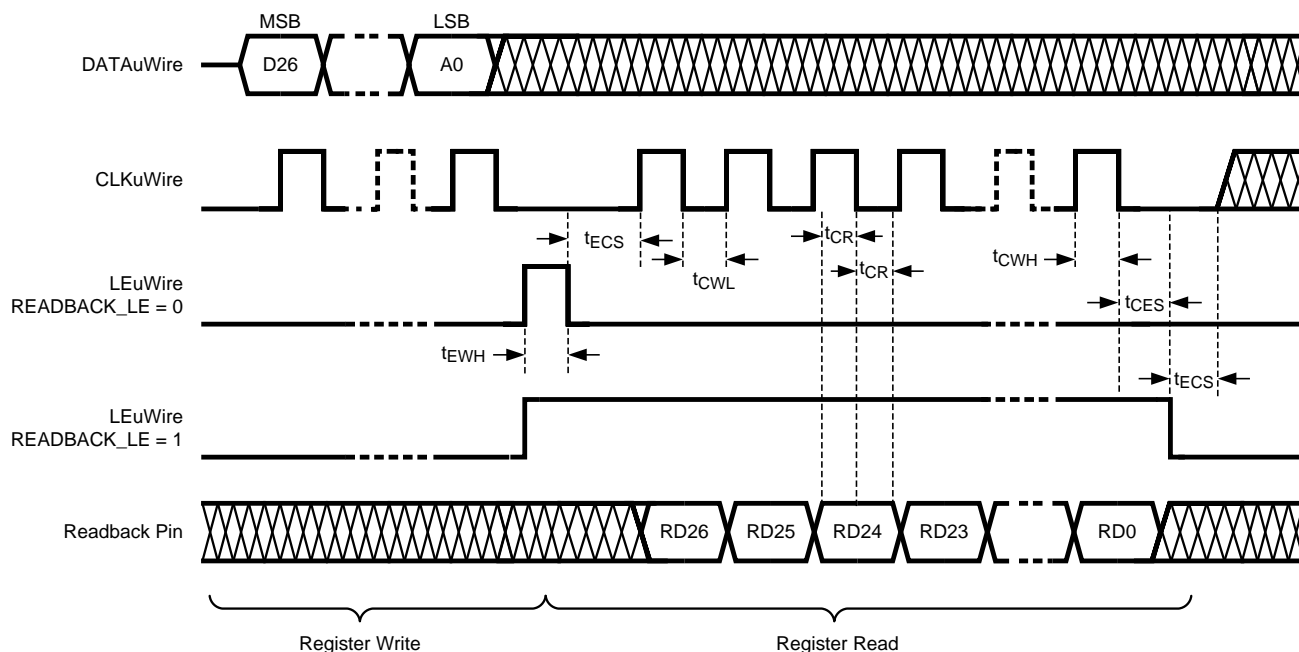 MSB LSB
DATAuWire D26 A0
CLKuWire
tECS tCR tCWH
tCWL tCR tCES
LEuWire
READBACK_LE = 0
tEWH tECS
LEuWire
READBACK_LE = 1
Readback Pin RD26 RD25 RD24 RD23 RD0
Register Write Register Read